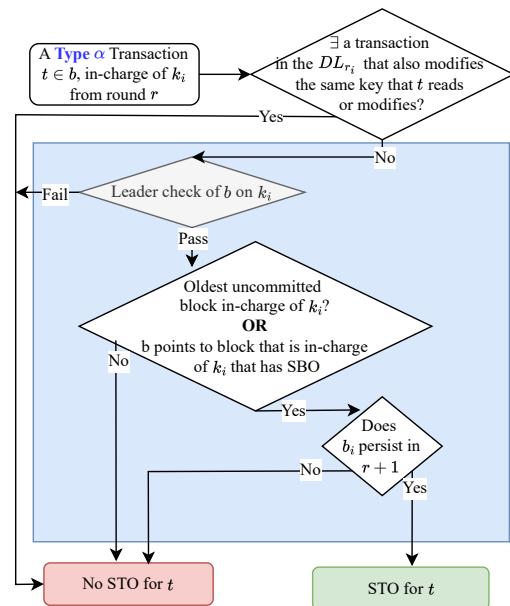 A Type α Transaction
t ∈ b, in-charge of k_i
from round r
∃ a transaction
in the DL_{r_i} that also modifies
the same key that t reads
or modifies?
Yes
No
Fail
Leader check of b on k_i
Pass
Oldest uncommitted
block in-charge of k_i?
OR
b points to block that is in-charge
of k_i that has SBO
No
Yes
Does
b_i persist in
r + 1
No
Yes
No STO for t
STO for t